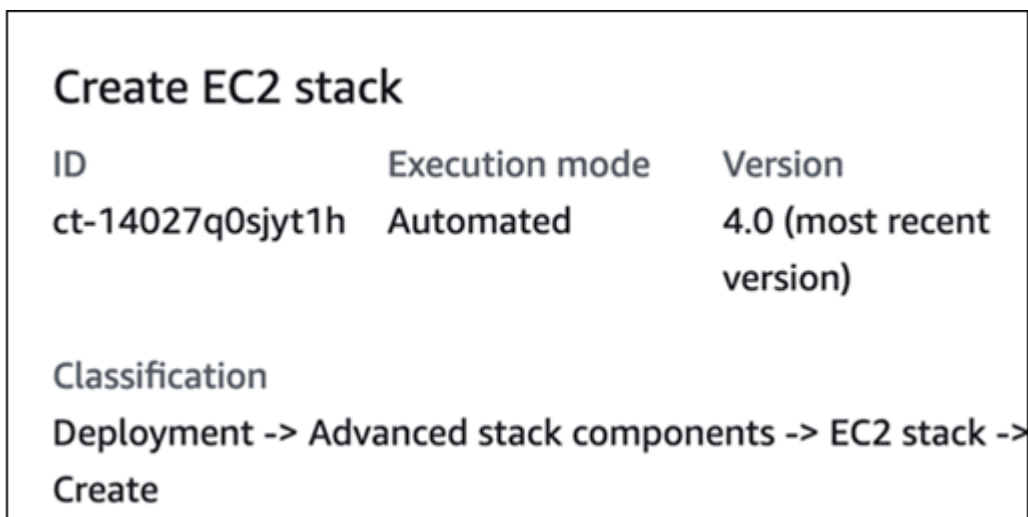 Create EC2 stack
ID Execution mode Version
ct-14027q0sjyt1h Automated 4.0 (most recent
version)
Classification
Deployment -> Advanced stack components -> EC2 stack ->
Create